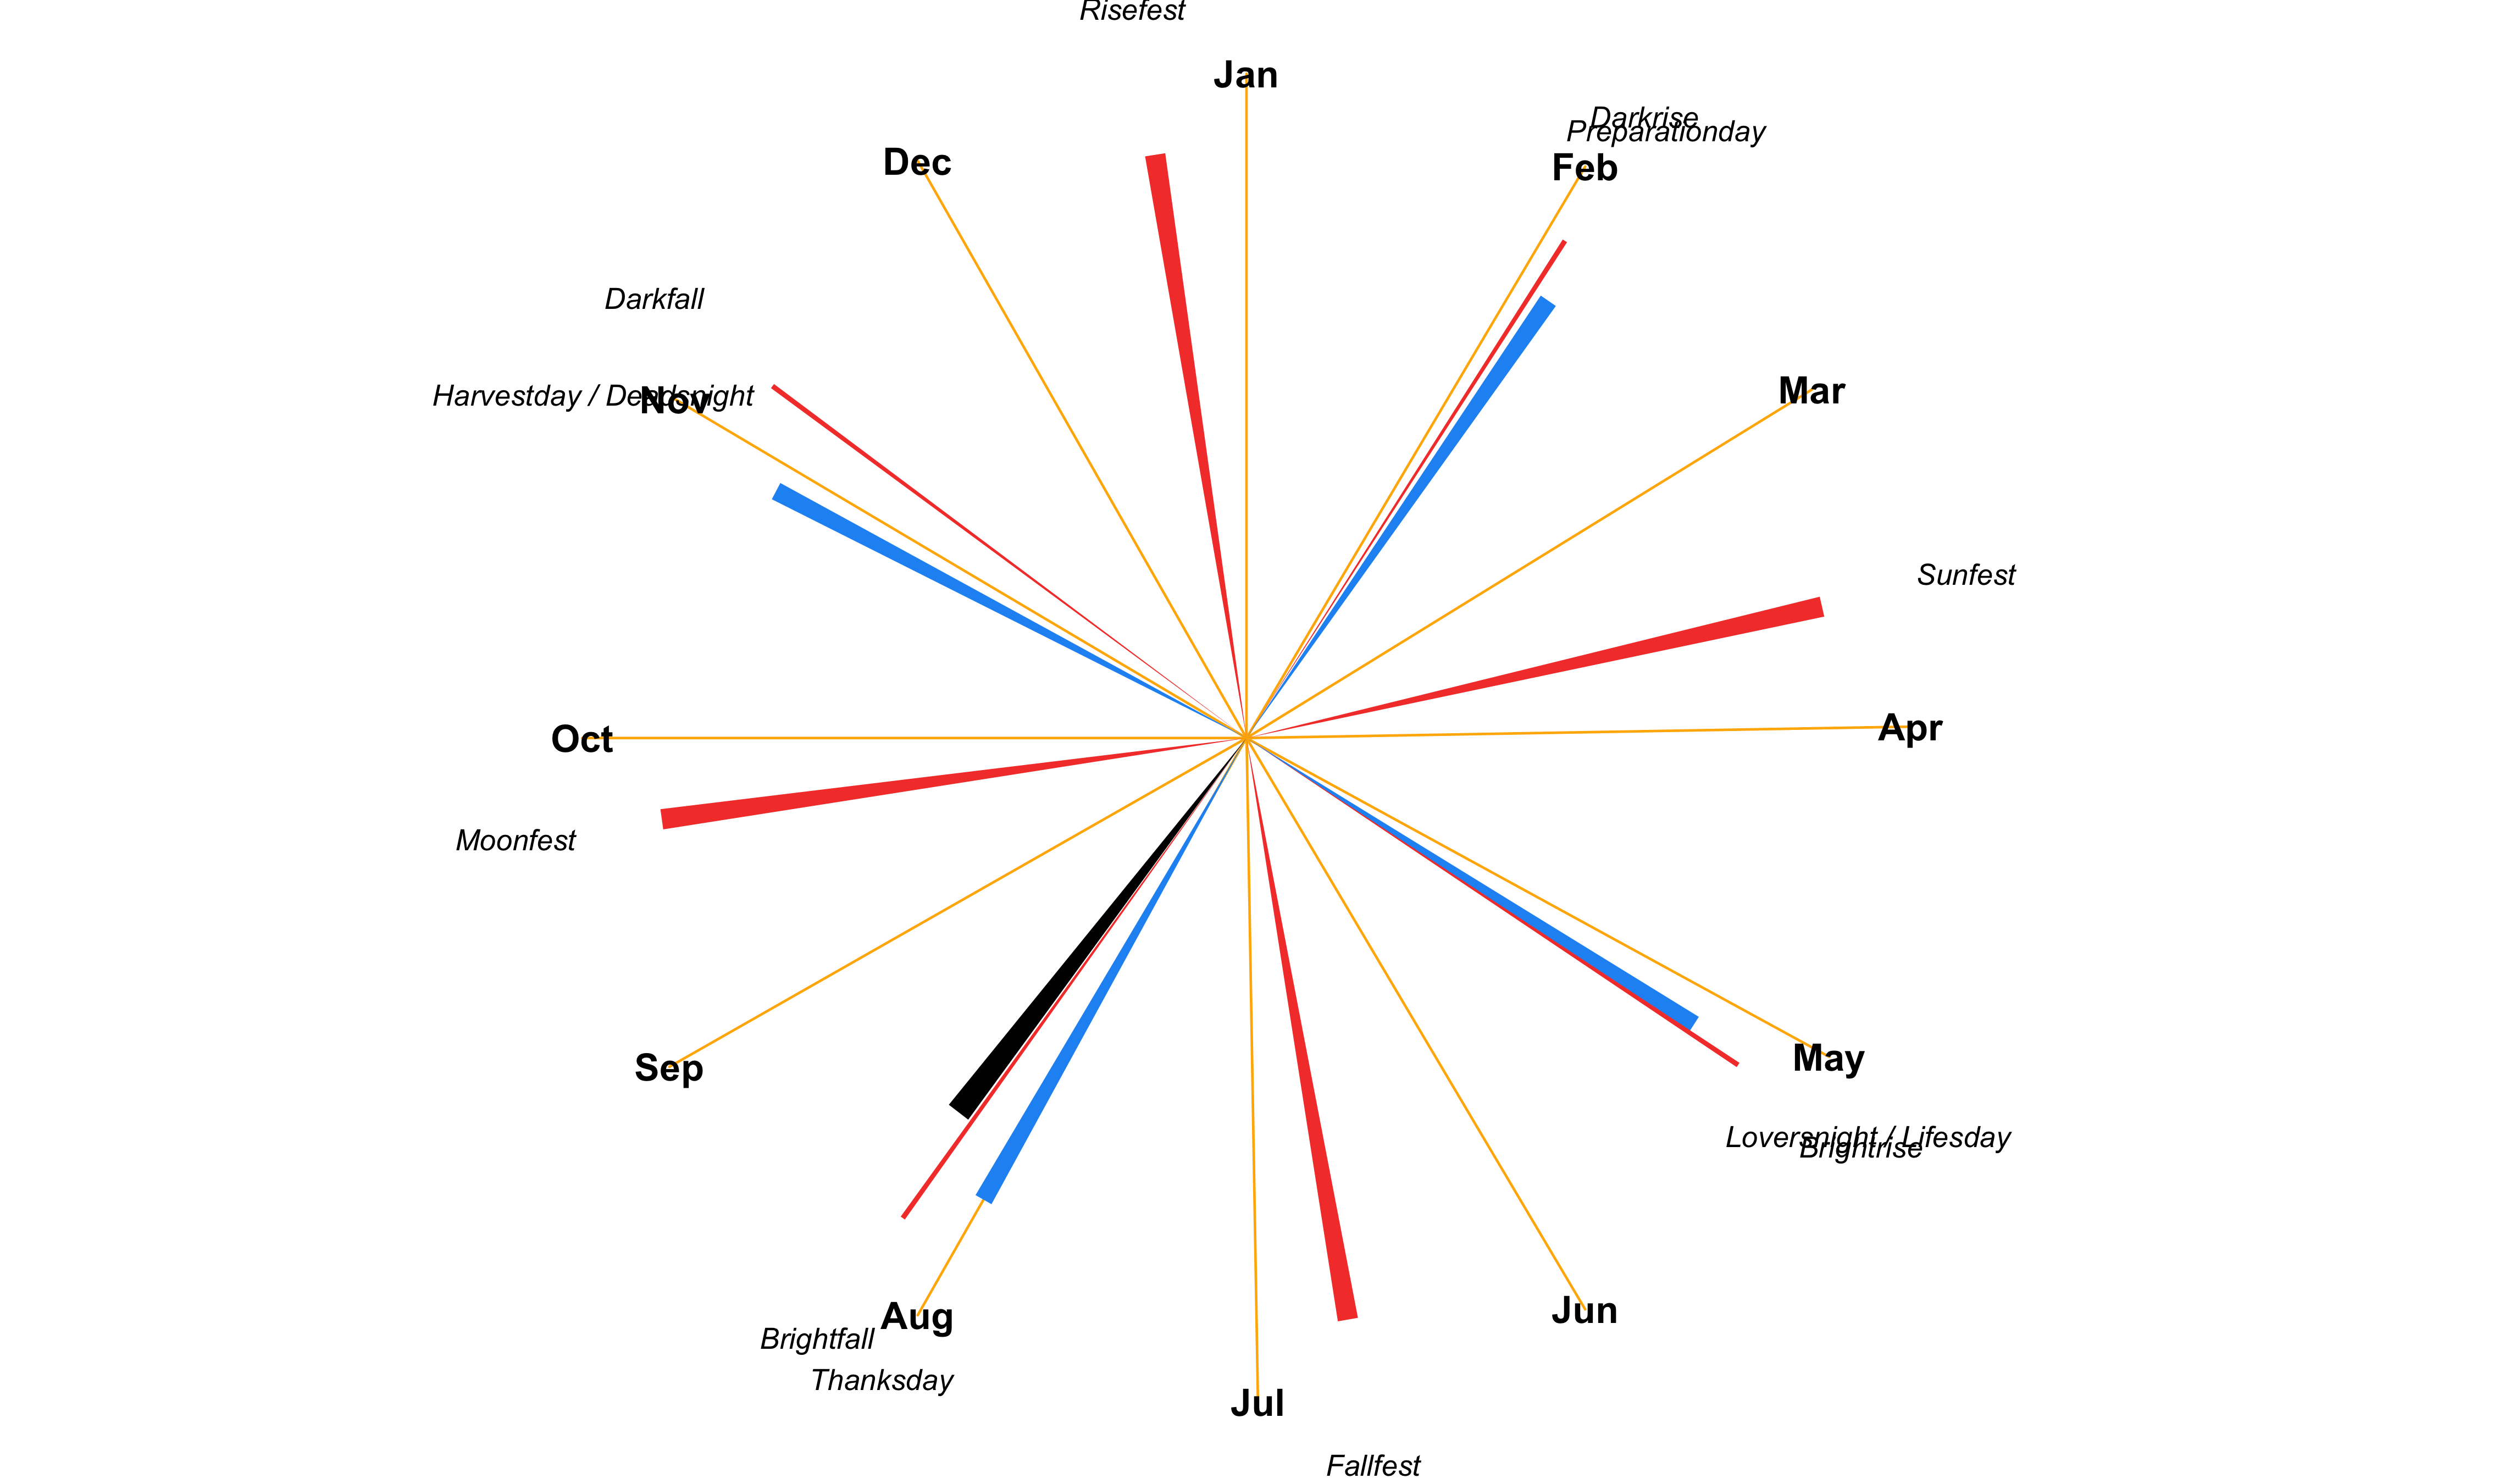 Risefest
Jan
Darkrise
Preparationday
Dec
Feb
Darkfall
Mar
Harvestday / Deadsnight
Nov
Sunfest
Apr
Oct
Moonfest
May
Sep
Loversnight / Lifesday
Brightrise
Jun
Aug
Brightfall
Thanksday
Jul
Fallfest